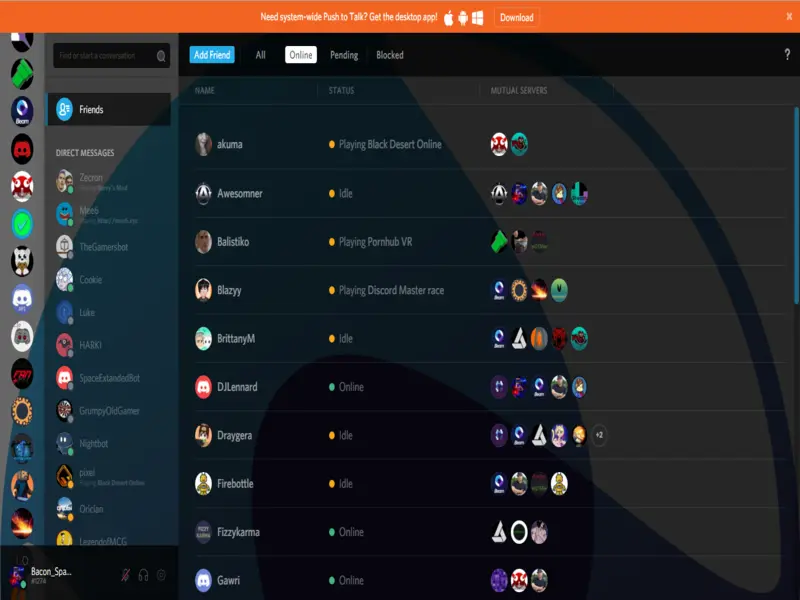 Need system-wide Push to Talk? Get the desktop app! Download x
Find or start a conversation
Add Friend All Online Pending Blocked ?
Friends
NAME STATUS MUTUAL SERVERS
DIRECT MESSAGES
akuma Playing Black Desert Online
Zecron
Awesomner Idle
Mee6
TheGamersbot
Balistiko Playing Pornhub VR
Cookie
Blazyy Playing Discord Master race
Luke
BrittanyM Idle
HARKI
SpaceExtandedBot
DJLennard Online
GrumpyOldGamer
Draygera Idle +2
Nightbot
pixel
Playing Black Desert Online
Firebottle Idle
Orician
Fizzykarma Online
LegendofMCG
Bacon_Spa...
#1274
Gawri Online
Beam